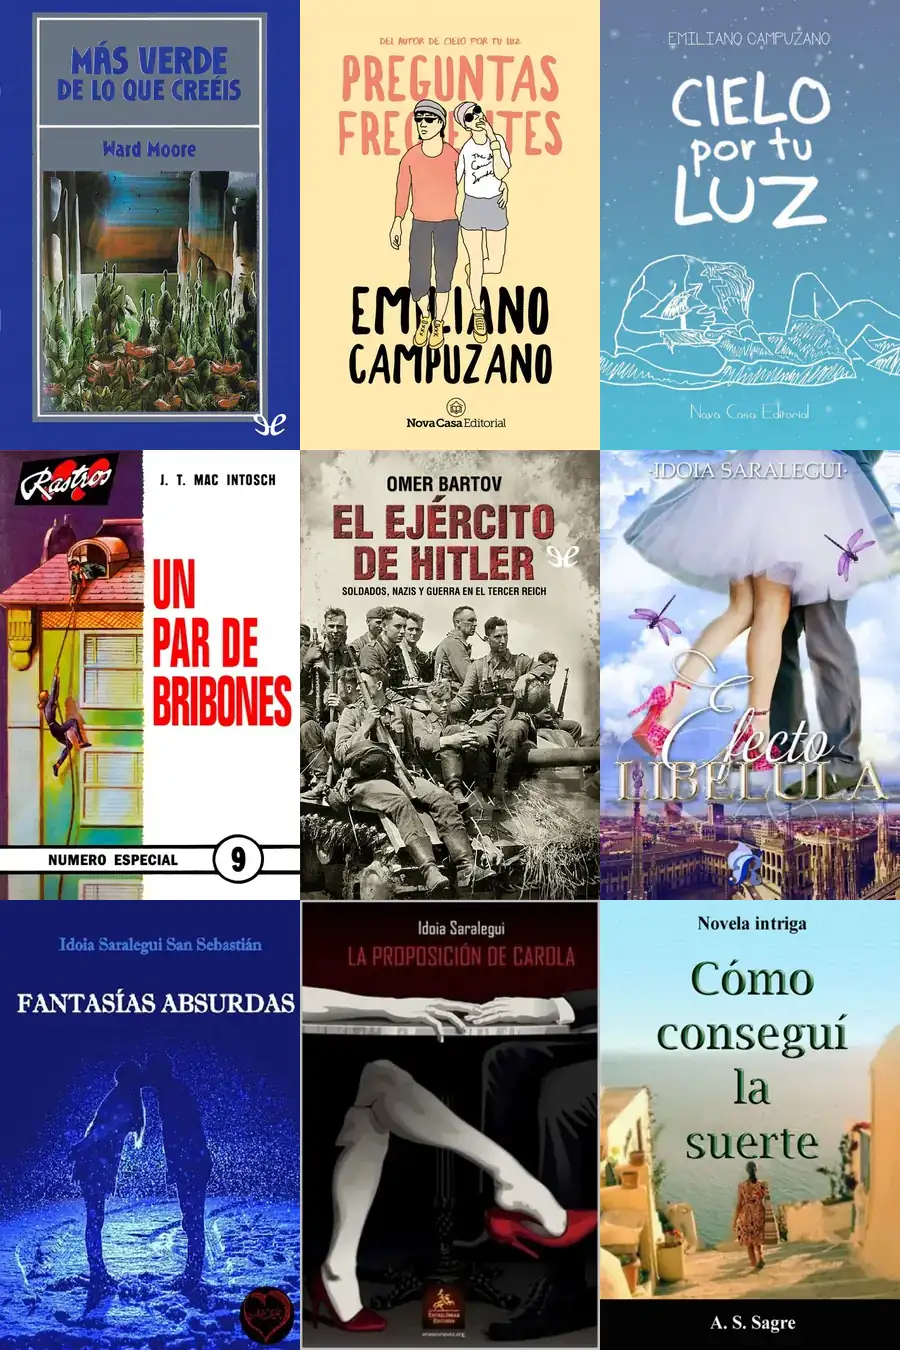 MÁS VERDE
DE LO QUE CREÉIS
Ward Moore
DEL AUTOR DE CIELO POR TU LUZ
PREGUNTAS
FRECUENTES
EMILIANO
CAMPUZANO
NovaCasaEditorial
EMILIANO CAMPUZANO
CIELO
por tu
LUZ
Nova Casa Editorial
Rastros
J. T. MAC INTOSCH
UN
PAR DE
BRIBONES
NUMERO ESPECIAL
9
OMER BARTOV
EL EJÉRCITO
DE HITLER
SOLDADOS, NAZIS Y GUERRA EN EL TERCER REICH
·IDOIA SARALEGUI·
Efecto
LIBÉLULA
Idoia Saralegui San Sebastián
FANTASÍAS ABSURDAS
Idoia Saralegui
LA PROPOSICIÓN DE CAROLA
ENTRELÍNEAS
EDITORES
Novela intriga
Cómo
conseguí
la
suerte
A. S. Sagre